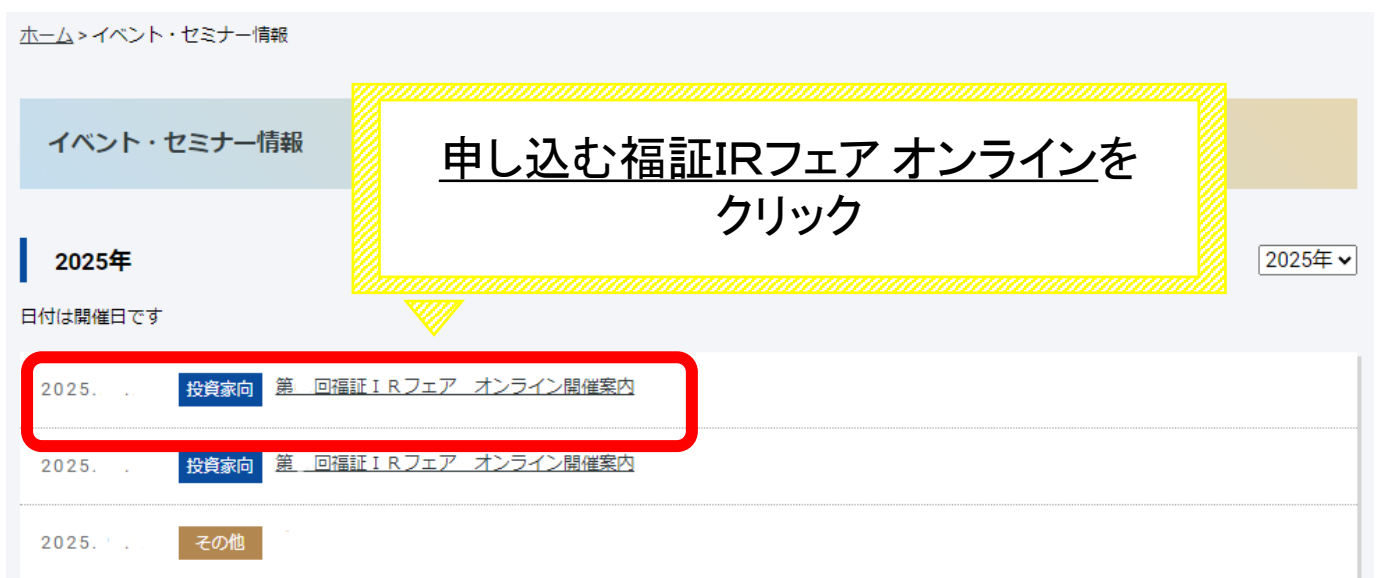 ホーム > イベント・セミナー情報
イベント・セミナー情報
申し込む福証IRフェア オンラインを
クリック
2025年
2025年
日付は開催日です
2025. . 投資家向 第 回福証ＩＲフェア オンライン開催案内
2025. . 投資家向 第 回福証ＩＲフェア オンライン開催案内
2025. . その他